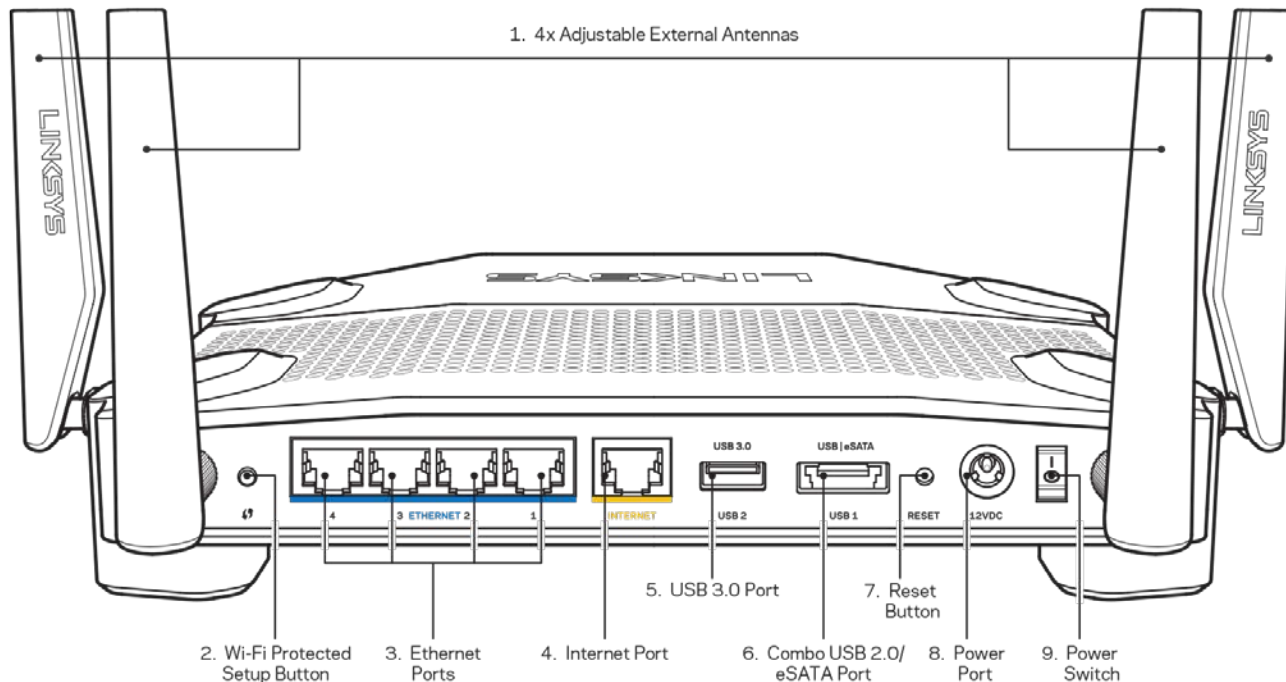 1. 4x Adjustable External Antennas
LINKSYS
LINKSYS
LINKSYS
USB 3.0
USB|eSATA
4
3 ETHERNET 2
1
INTERNET
USB 2
USB 1
RESET
12VDC
5. USB 3.0 Port
7. Reset
Button
2. Wi-Fi Protected
Setup Button
3. Ethernet
Ports
4. Internet Port
6. Combo USB 2.0/
eSATA Port
8. Power
Port
9. Power
Switch